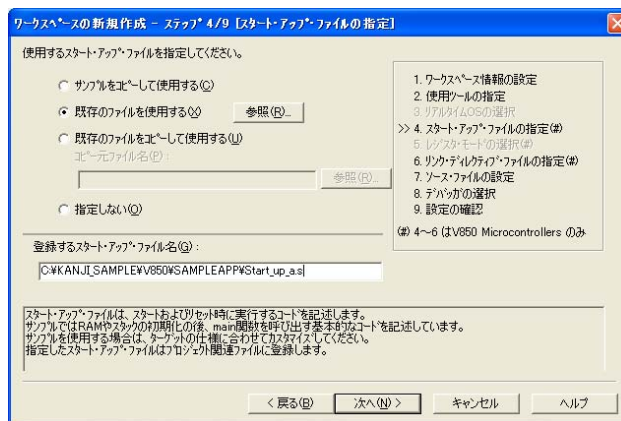 ワークスペースの新規作成 - ステップ 4/9 [スタート・アップ・ファイルの指定]
使用するスタート・アップ・ファイルを指定してください。
サンプルをコピーして使用する(C)
既存のファイルを使用する(X)
参照(R)...
既存のファイルをコピーして使用する(U)
コピー元ファイル名(P):
参照(R)...
指定しない(O)
1. ワークスペース情報の設定
2. 使用ツールの指定
3. リアルタイムOSの選択
>> 4. スタート・アップ・ファイルの指定(#)
5. レジスタ・モードの選択(#)
6. リンク・ディレクティブ・ファイルの指定(#)
7. ソース・ファイルの設定
8. デバッガの選択
9. 設定の確認
(#) 4~6 はV850 Microcontrollers のみ
登録するスタート・アップ・ファイル名(G):
C:¥KANJI_SAMPLE¥V850¥SAMPLEAPP¥Start_up_a.s
スタート・アップ・ファイルは、スタートおよびリセット時に実行するコードを記述します。
サンプルではRAMやスタックの初期化の後、main関数を呼び出す基本的なコードを記述しています。
サンプルを使用する場合は、ターゲットの仕様に合わせてカスタマイズしてください。
指定したスタート・アップ・ファイルはプロジェクト関連ファイルに登録します。
< 戻る(B)
次へ(N) >
キャンセル
ヘルプ